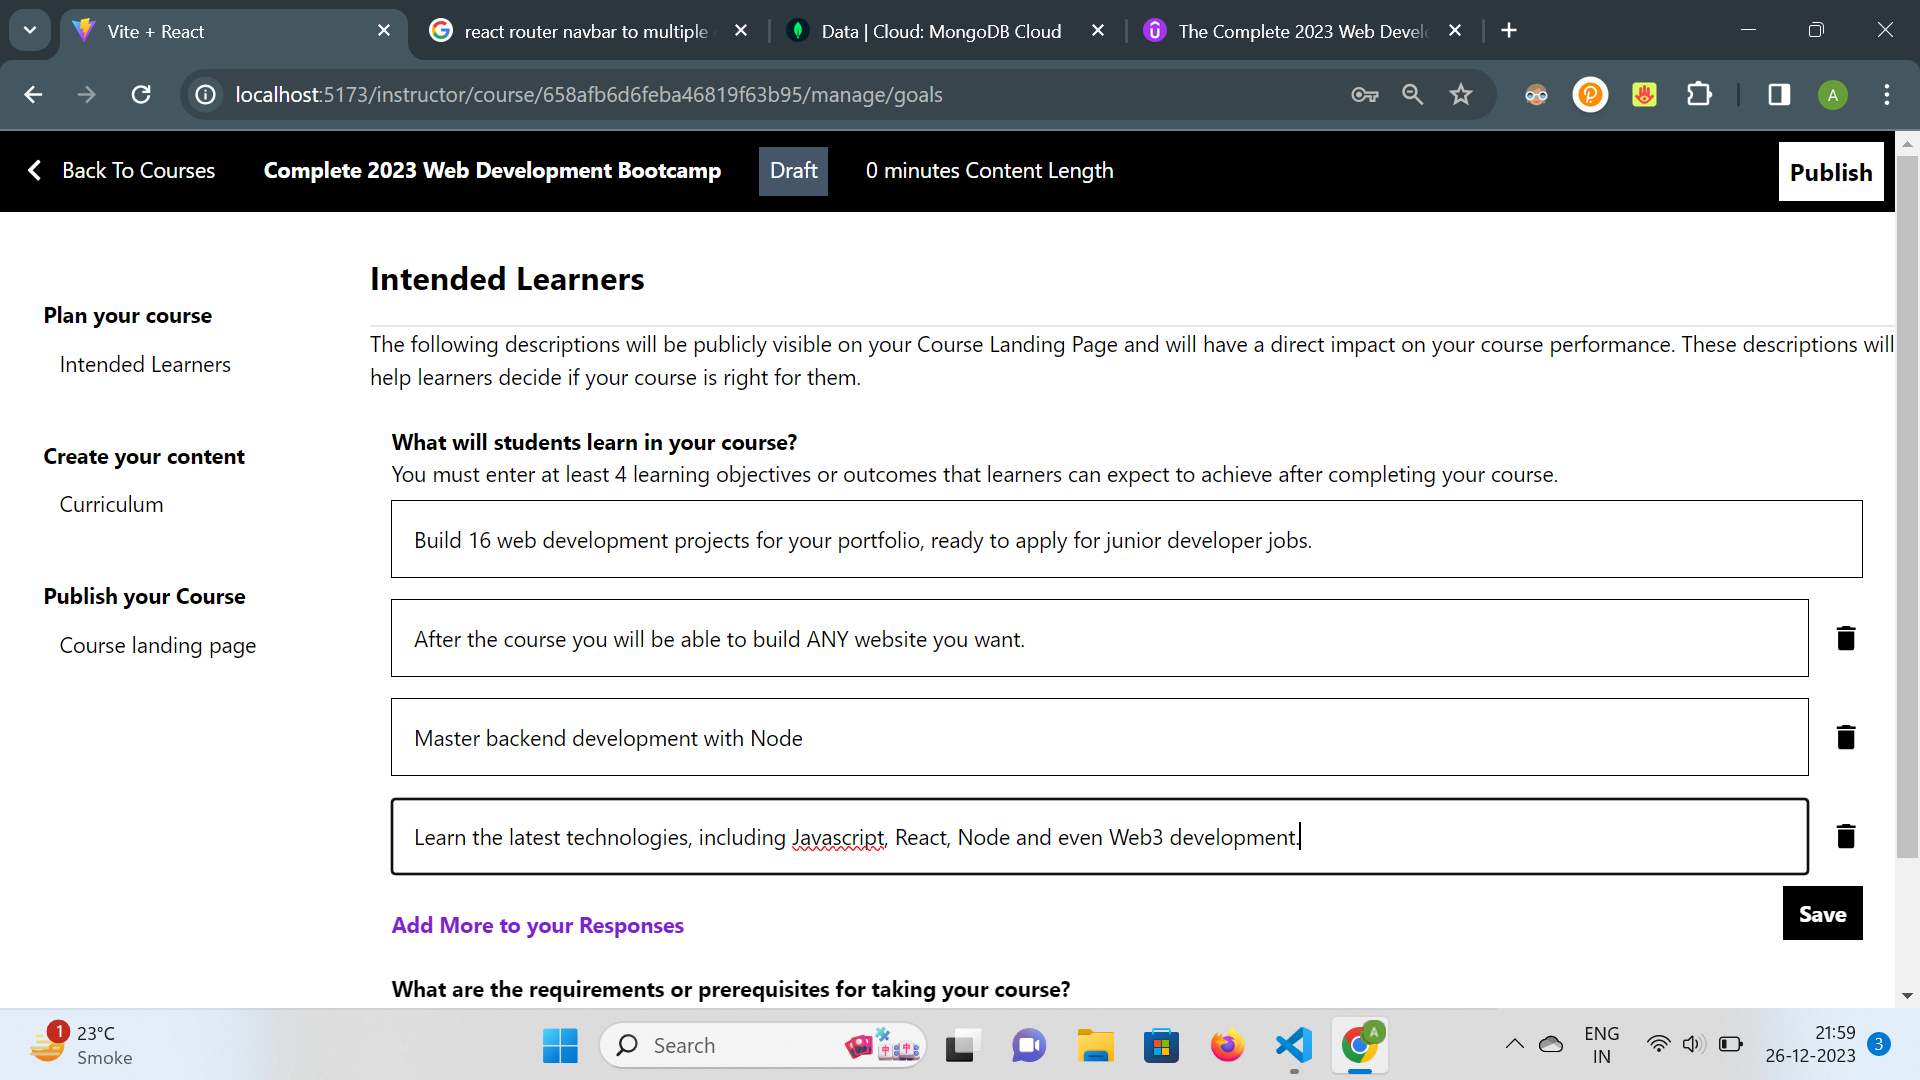 Vite + React
react router navbar to multiple
Data | Cloud: MongoDB Cloud
The Complete 2023 Web Devel
localhost:5173/instructor/course/658afb6d6feba46819f63b95/manage/goals
A
Back To Courses
Complete 2023 Web Development Bootcamp
Draft
0 minutes Content Length
Publish
Plan your course
Intended Learners
Create your content
Curriculum
Publish your Course
Course landing page
Intended Learners
The following descriptions will be publicly visible on your Course Landing Page and will have a direct impact on your course performance. These descriptions will
help learners decide if your course is right for them.
What will students learn in your course?
You must enter at least 4 learning objectives or outcomes that learners can expect to achieve after completing your course.
Build 16 web development projects for your portfolio, ready to apply for junior developer jobs.
After the course you will be able to build ANY website you want.
Master backend development with Node
Learn the latest technologies, including Javascript, React, Node and even Web3 development.
Add More to your Responses
Save
What are the requirements or prerequisites for taking your course?
1
23°C
Smoke
Search
A
ENG
IN
21:59
26-12-2023
3